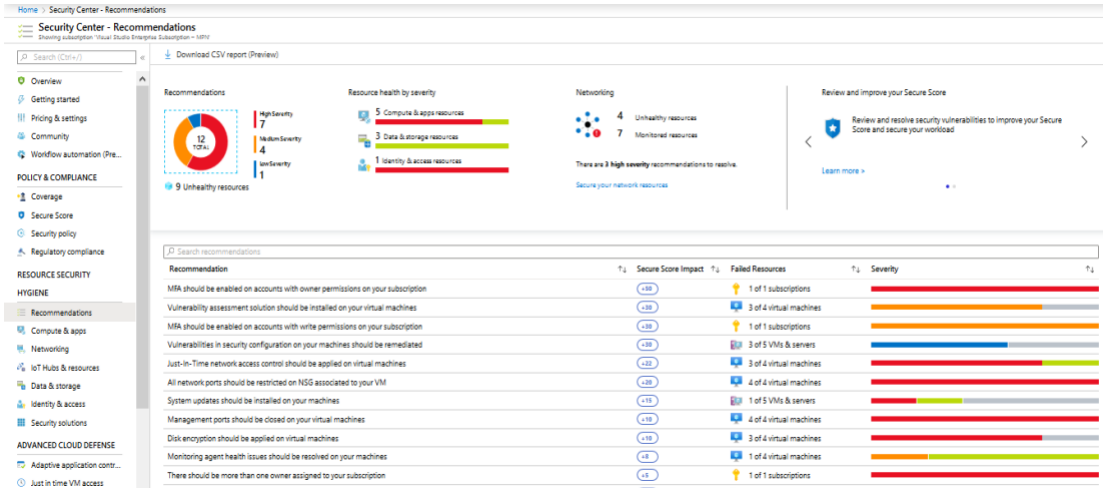 Home > Security Center - Recommendations
Security Center - Recommendations
Showing subscription 'Visual Studio Enterprise Subscription – MPN'
Search (Ctrl+/)
«
Download CSV report (Preview)
Overview
Getting started
Pricing & settings
Community
Workflow automation (Pre...
POLICY & COMPLIANCE
Coverage
Secure Score
Security policy
Regulatory compliance
RESOURCE SECURITY
HYGIENE
Recommendations
Compute & apps
Networking
IoT Hubs & resources
Data & storage
Identity & access
Security solutions
ADVANCED CLOUD DEFENSE
Adaptive application contr...
Just in time VM access
Recommendations
12
TOTAL
High Severity
7
Medium Severity
4
Low Severity
1
9 Unhealthy resources
Resource health by severity
5 Compute & apps resources
3 Data & storage resources
1 Identity & access resources
Networking
4 Unhealthy resources
7 Monitored resources
There are 3 high severity recommendations to resolve.
Secure your network resources
Review and improve your Secure Score
Review and resolve security vulnerabilities to improve your Secure
Score and secure your workload
Learn more >
Search recommendations
Recommendation Secure Score Impact Failed Resources Severity
MFA should be enabled on accounts with owner permissions on your subscription +50 1 of 1 subscriptions
Vulnerability assessment solution should be installed on your virtual machines +30 3 of 4 virtual machines
MFA should be enabled on accounts with write permissions on your subscription +30 1 of 1 subscriptions
Vulnerabilities in security configuration on your machines should be remediated +30 3 of 5 VMs & servers
Just-In-Time network access control should be applied on virtual machines +22 3 of 4 virtual machines
All network ports should be restricted on NSG associated to your VM +20 4 of 4 virtual machines
System updates should be installed on your machines +15 1 of 5 VMs & servers
Management ports should be closed on your virtual machines +10 4 of 4 virtual machines
Disk encryption should be applied on virtual machines +10 3 of 4 virtual machines
Monitoring agent health issues should be resolved on your machines +8 1 of 4 virtual machines
There should be more than one owner assigned to your subscription +5 1 of 1 subscriptions